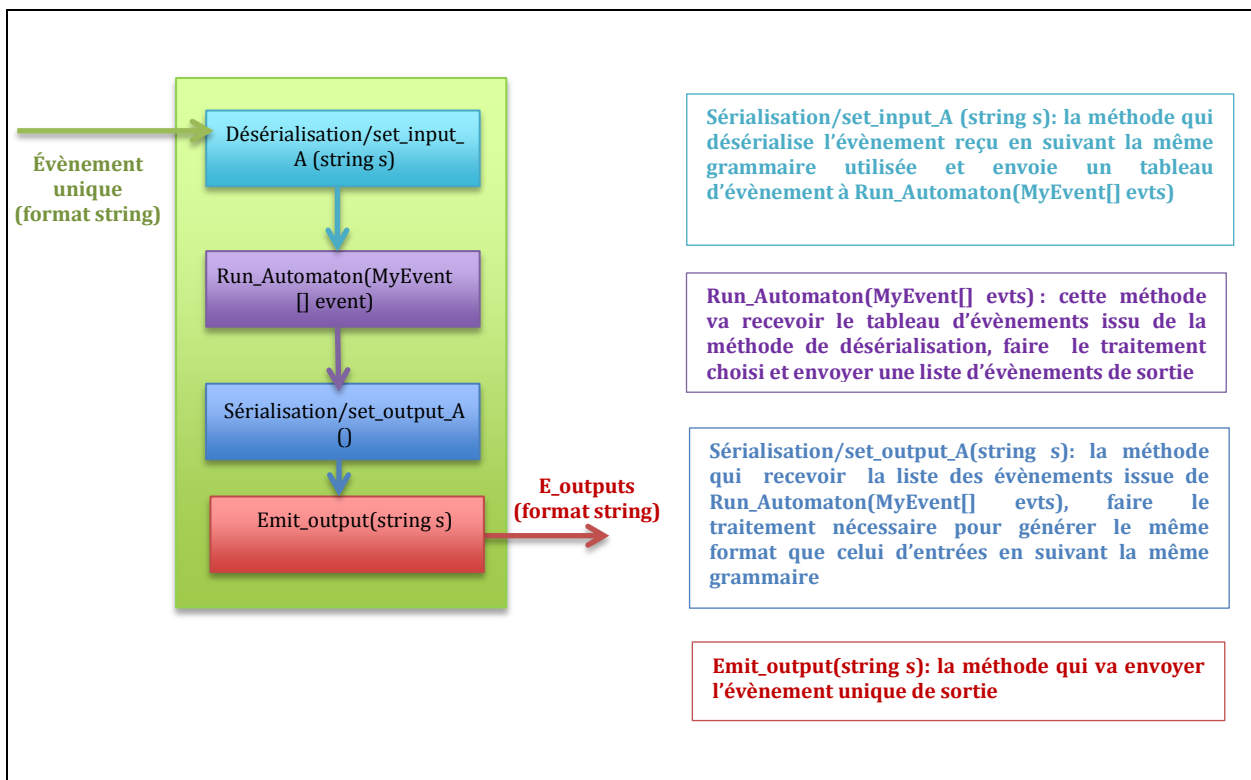 Évènement
unique
(format string)
Désérialisation/set_input_
A (string s)
Run_Automaton(MyEvent
[] event)
Sérialisation/set_output_A
()
Emit_output(string s)
E_outputs
(format string)
Sérialisation/set_input_A (string s): la méthode qui
désérialise l’évènement reçu en suivant la même
grammaire utilisée et envoie un tableau
d’évènement à Run_Automaton(MyEvent[] evts)
Run_Automaton(MyEvent[] evts) : cette méthode
va recevoir le tableau d’évènements issu de la
méthode de désérialisation, faire le traitement
choisi et envoyer une liste d’évènements de sortie
Sérialisation/set_output_A(string s): la méthode
qui recevoir la liste des évènements issue de
Run_Automaton(MyEvent[] evts), faire le
traitement nécessaire pour générer le même
format que celui d’entrées en suivant la même
grammaire
Emit_output(string s): la méthode qui va envoyer
l’évènement unique de sortie